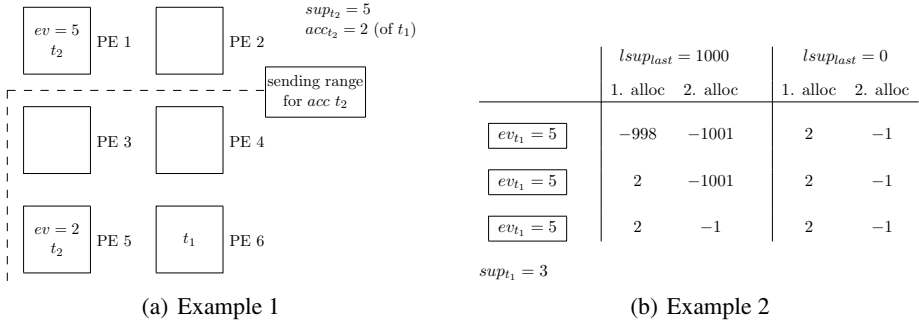 ev = 5
t₂
PE 1
PE 2
sup_{t₂} = 5
acc_{t₂} = 2 (of t₁)
sending range
for acc t₂
PE 3
PE 4
ev = 2
t₂
PE 5
t₁
PE 6
(a) Example 1
lsup_{last} = 1000 lsup_{last} = 0
1. alloc 2. alloc 1. alloc 2. alloc
ev_{t₁} = 5 −998 −1001 2 −1
ev_{t₁} = 5 2 −1001 2 −1
ev_{t₁} = 5 2 −1 2 −1
sup_{t₁} = 3
(b) Example 2